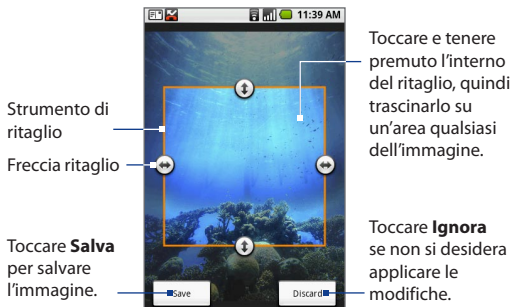 11:39 AM
Toccare e tenere
premuto l'interno
del ritaglio, quindi
trascinarlo su
un'area qualsiasi
dell'immagine.
Strumento di
ritaglio
Freccia ritaglio
Toccare Salva
per salvare
l'immagine.
Save
Discard
Toccare Ignora
se non si desidera
applicare le
modifiche.